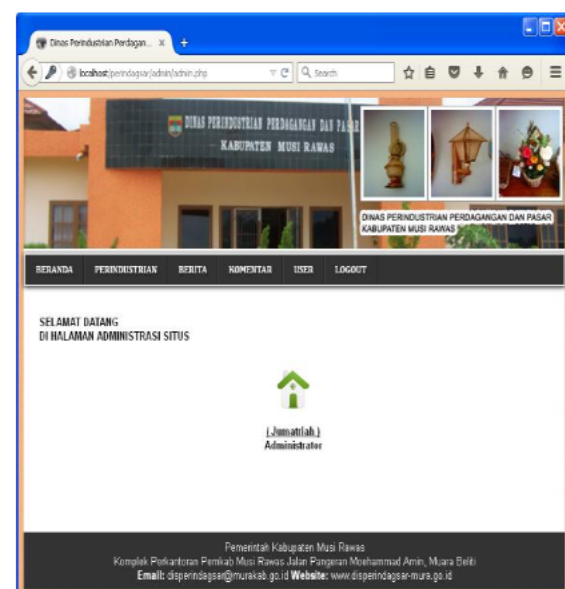 Dinas Perindustrian Perdagan...
localhost/perindagsar/admin/admin.php
Search
DINAS PERINDUSTRIAN PERDAGANGAN DAN PASAR
KABUPATEN MUSI RAWAS
DINAS PERINDUSTRIAN PERDAGANGAN DAN PASAR
KABUPATEN MUSI RAWAS
BERANDA PERINDUSTRIAN BERITA KOMENTAR USER LOGOUT
SELAMAT DATANG
DI HALAMAN ADMINISTRASI SITUS
( Jumatriah )
Administrator
Pemerintah Kabupaten Musi Rawas
Komplek Perkantoran Pemkab Musi Rawas Jalan Pangeran Moehammad Amin, Muara Beliti
Email: disperindagsar@murakab.go.id Website: www.disperindagsar-mura.go.id